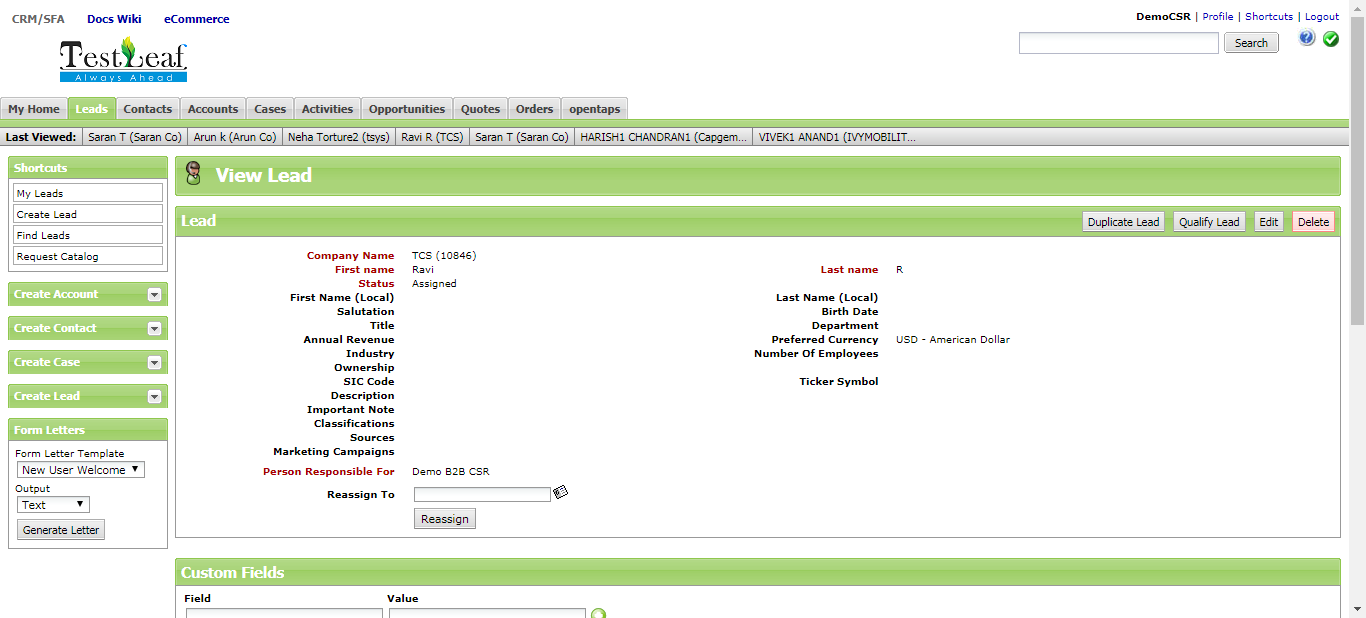 CRM/SFA Docs Wiki eCommerce
DemoCSR | Profile | Shortcuts | Logout
TestLeaf
Always Ahead
Search
My Home Leads Contacts Accounts Cases Activities Opportunities Quotes Orders opentaps
Last Viewed: Saran T (Saran Co) Arun k (Arun Co) Neha Torture2 (tsys) Ravi R (TCS) Saran T (Saran Co) HARISH1 CHANDRAN1 (Capgem... VIVEK1 ANAND1 (IVYMOBILIT...
Shortcuts
My Leads
Create Lead
Find Leads
Request Catalog
Create Account
Create Contact
Create Case
Create Lead
Form Letters
Form Letter Template
New User Welcome
Output
Text
Generate Letter
View Lead
Lead
Duplicate Lead Qualify Lead Edit Delete
Company Name TCS (10846)
First name Ravi Last name R
Status Assigned
First Name (Local) Last Name (Local)
Salutation Birth Date
Title Department
Annual Revenue Preferred Currency USD - American Dollar
Industry Number Of Employees
Ownership
SIC Code Ticker Symbol
Description
Important Note
Classifications
Sources
Marketing Campaigns
Person Responsible For Demo B2B CSR
Reassign To
Reassign
Custom Fields
Field Value